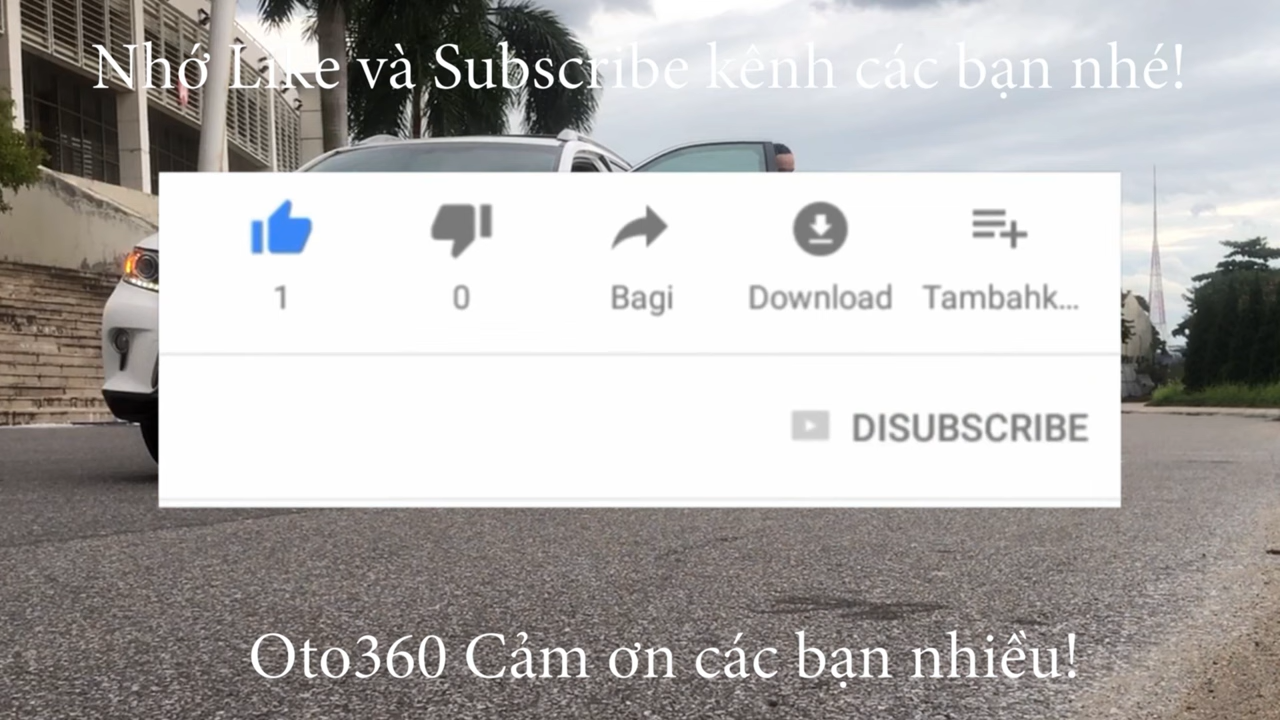 Nhớ Like và Subscribe kênh các bạn nhé!
1 0 Bagi Download Tambahk...
DISUBSCRIBE
Oto360 Cảm ơn các bạn nhiều!